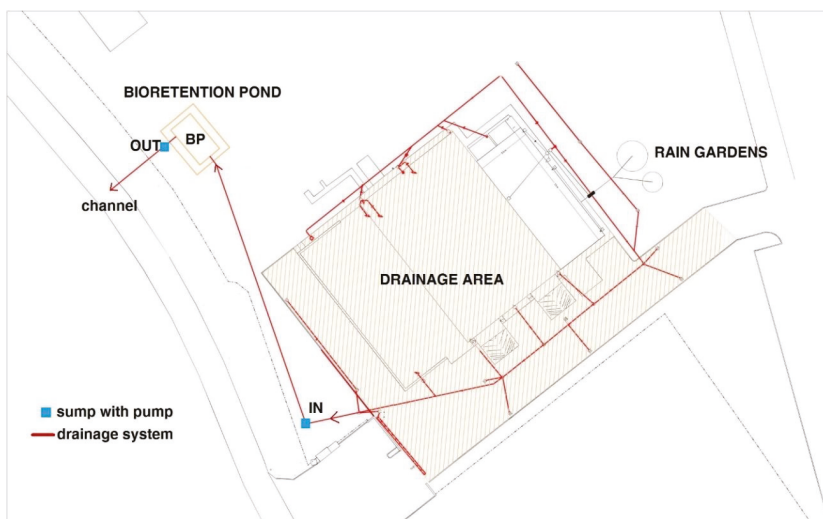 BIORETENTION POND
OUT
BP
RAIN GARDENS
channel
DRAINAGE AREA
IN
sump with pump
drainage system